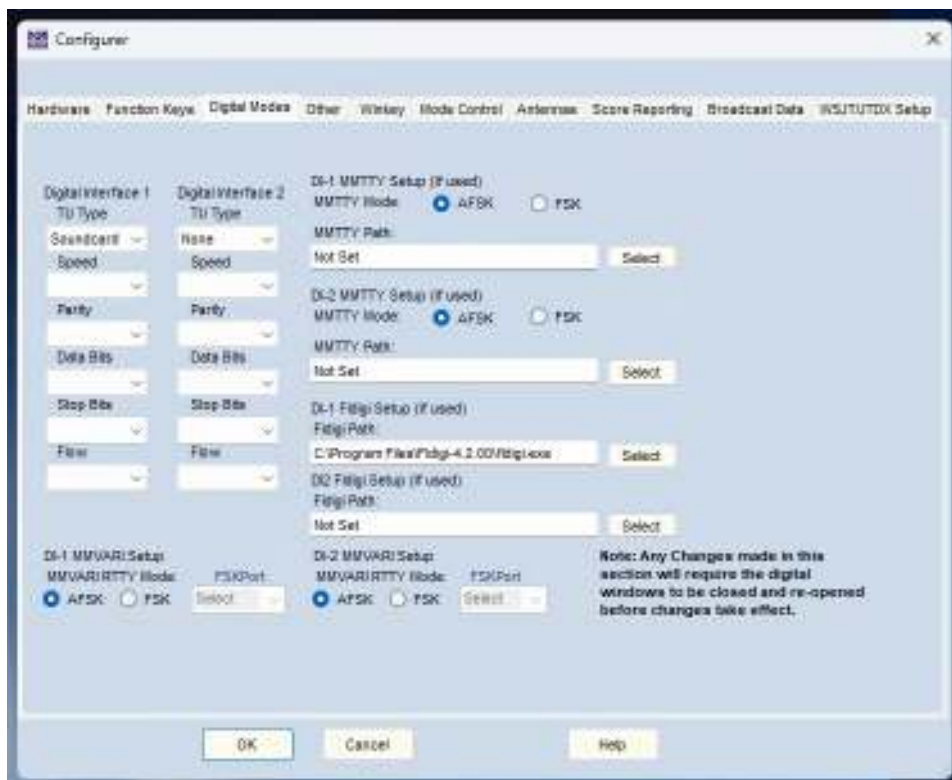 Configurer
Hardware Function Keys Digital Modes Other Winkey Mode Control Antennas Score Reporting Broadcast Data WSJT/JTDX Setup
Digital Interface 1
TU Type
Soundcard
Speed
Parity
Data Bits
Stop Bits
Flow
Digital Interface 2
TU Type
None
Speed
Parity
Data Bits
Stop Bits
Flow
DI-1 MMTTY Setup (If used)
MMTTY Mode: AFSK FSK
MMTTY Path:
Not Set Select
DI-2 MMTTY Setup (If used)
MMTTY Mode: AFSK FSK
MMTTY Path:
Not Set Select
DI-1 Fldigi Setup (If used)
Fldigi Path:
C:\Program Files\Fldigi-4.2.00\fldigi.exe Select
DI2 Fldigi Setup (If used)
Fldigi Path:
Not Set Select
DI-1 MMVARI Setup
MMVARI RTTY Mode: FSKPort
AFSK FSK Select
DI-2 MMVARI Setup
MMVARI RTTY Mode: FSKPort
AFSK FSK Select
Note: Any Changes made in this
section will require the digital
windows to be closed and re-opened
before changes take effect.
OK Cancel Help